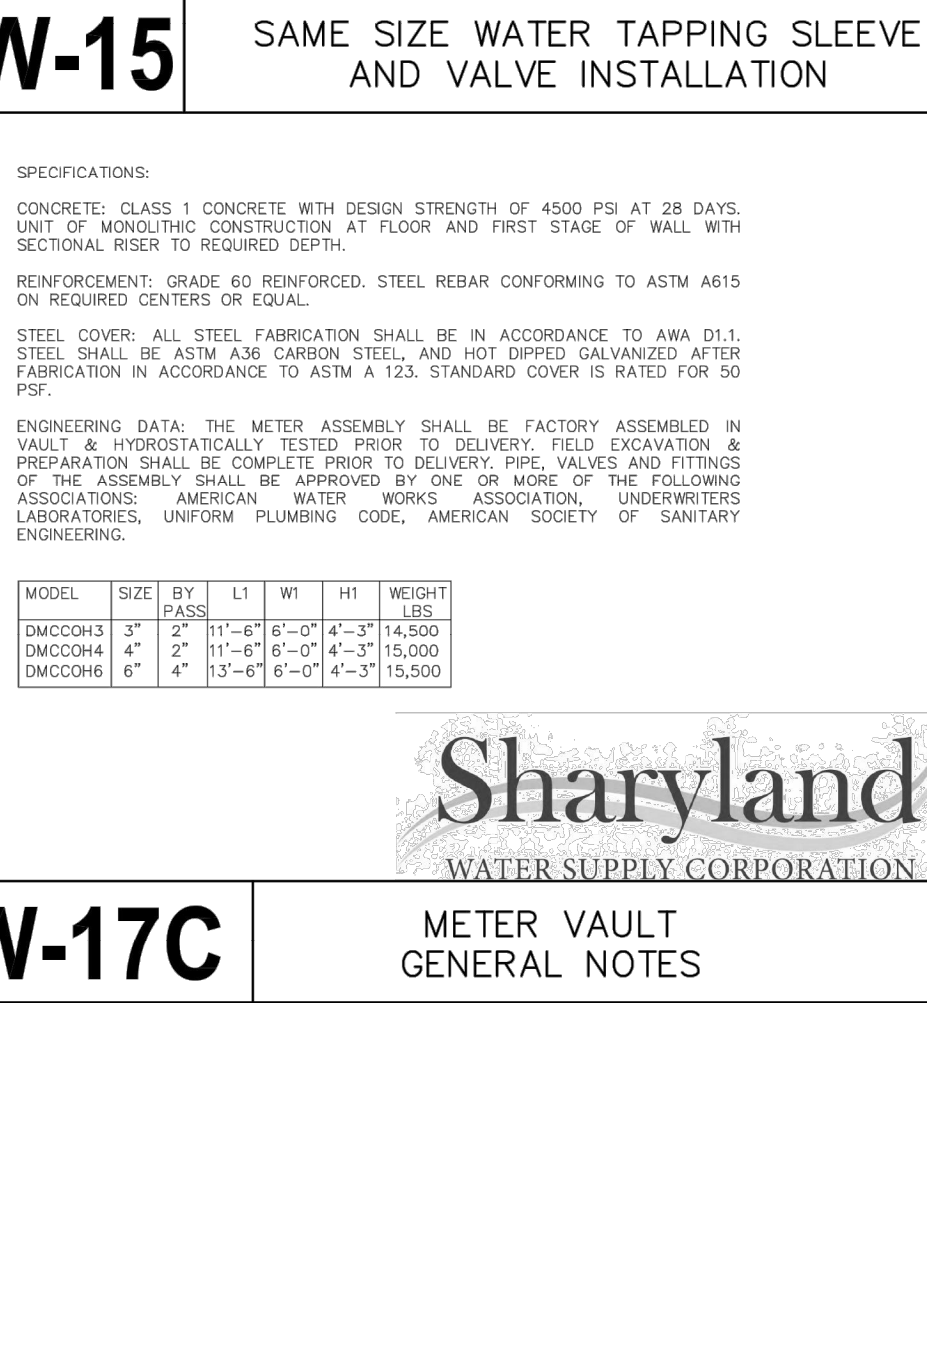 W-15
SAME SIZE WATER TAPPING SLEEVE
AND VALVE INSTALLATION
SPECIFICATIONS:
CONCRETE: CLASS 1 CONCRETE WITH DESIGN STRENGTH OF 4500 PSI AT 28 DAYS.
UNIT OF MONOLITHIC CONSTRUCTION AT FLOOR AND FIRST STAGE OF WALL WITH
SECTIONAL RISER TO REQUIRED DEPTH.
REINFORCEMENT: GRADE 60 REINFORCED. STEEL REBAR CONFORMING TO ASTM A615
ON REQUIRED CENTERS OR EQUAL.
STEEL COVER: ALL STEEL FABRICATION SHALL BE IN ACCORDANCE TO AWA D1.1.
STEEL SHALL BE ASTM A36 CARBON STEEL, AND HOT DIPPED GALVANIZED AFTER
FABRICATION IN ACCORDANCE TO ASTM A 123. STANDARD COVER IS RATED FOR 50
PSF.
ENGINEERING DATA: THE METER ASSEMBLY SHALL BE FACTORY ASSEMBLED IN
VAULT & HYDROSTATICALLY TESTED PRIOR TO DELIVERY. FIELD EXCAVATION &
PREPARATION SHALL BE COMPLETE PRIOR TO DELIVERY. PIPE, VALVES AND FITTINGS
OF THE ASSEMBLY SHALL BE APPROVED BY ONE OR MORE OF THE FOLLOWING
ASSOCIATIONS: AMERICAN WATER WORKS ASSOCIATION, UNDERWRITERS
LABORATORIES, UNIFORM PLUMBING CODE, AMERICAN SOCIETY OF SANITARY
ENGINEERING.
MODEL SIZE BY PASS L1 W1 H1 WEIGHT LBS
DMCCOH3 3" 2" 11'-6" 6'-0" 4'-3" 14,500
DMCCOH4 4" 2" 11'-6" 6'-0" 4'-3" 15,000
DMCCOH6 6" 4" 13'-6" 6'-0" 4'-3" 15,500
Sharyland
WATER SUPPLY CORPORATION
W-17C
METER VAULT
GENERAL NOTES